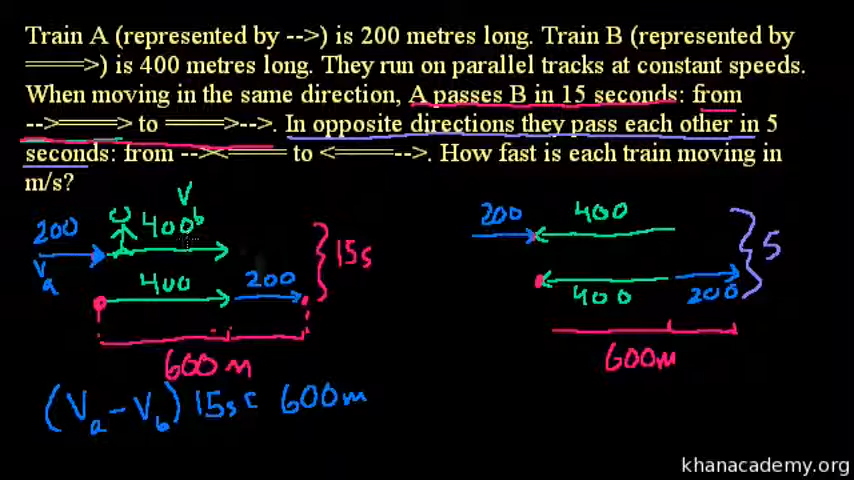 Train A (represented by -->) is 200 metres long. Train B (represented by
====>) is 400 metres long. They run on parallel tracks at constant speeds.
When moving in the same direction, A passes B in 15 seconds: from
-->====> to ====>-->. In opposite directions they pass each other in 5
seconds: from --><==== to <====-->. How fast is each train moving in
m/s?
V
200 400 b 200 400
Va 15s 5
400 200 400 200
600 m 600m
(Va - Vb) 15s = 600m
khanacademy.org